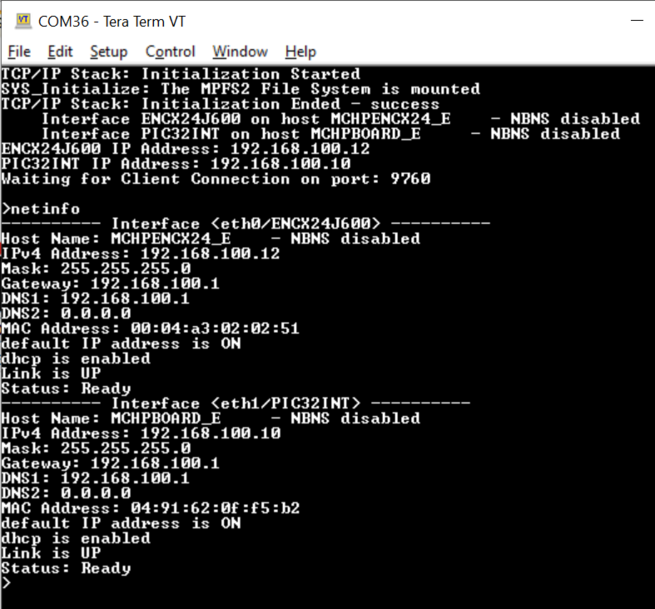 COM36 - Tera Term VT
File Edit Setup Control Window Help
TCP/IP Stack: Initialization Started
SYS_Initialize: The MPFS2 File System is mounted
TCP/IP Stack: Initialization Ended - success
    Interface ENCX24J600 on host MCHPENCX24_E    - NBNS disabled
    Interface PIC32INT on host MCHPBOARD_E     - NBNS disabled
ENCX24J600 IP Address: 192.168.100.12
PIC32INT IP Address: 192.168.100.10
Waiting for Client Connection on port: 9760
>netinfo
---------- Interface <eth0/ENCX24J600> ----------
Host Name: MCHPENCX24_E    - NBNS disabled
IPv4 Address: 192.168.100.12
Mask: 255.255.255.0
Gateway: 192.168.100.1
DNS1: 192.168.100.1
DNS2: 0.0.0.0
MAC Address: 00:04:a3:02:02:51
default IP address is ON
dhcp is enabled
Link is UP
Status: Ready
---------- Interface <eth1/PIC32INT> ----------
Host Name: MCHPBOARD_E     - NBNS disabled
IPv4 Address: 192.168.100.10
Mask: 255.255.255.0
Gateway: 192.168.100.1
DNS1: 192.168.100.1
DNS2: 0.0.0.0
MAC Address: 04:91:62:0f:f5:b2
default IP address is ON
dhcp is enabled
Link is UP
Status: Ready
>